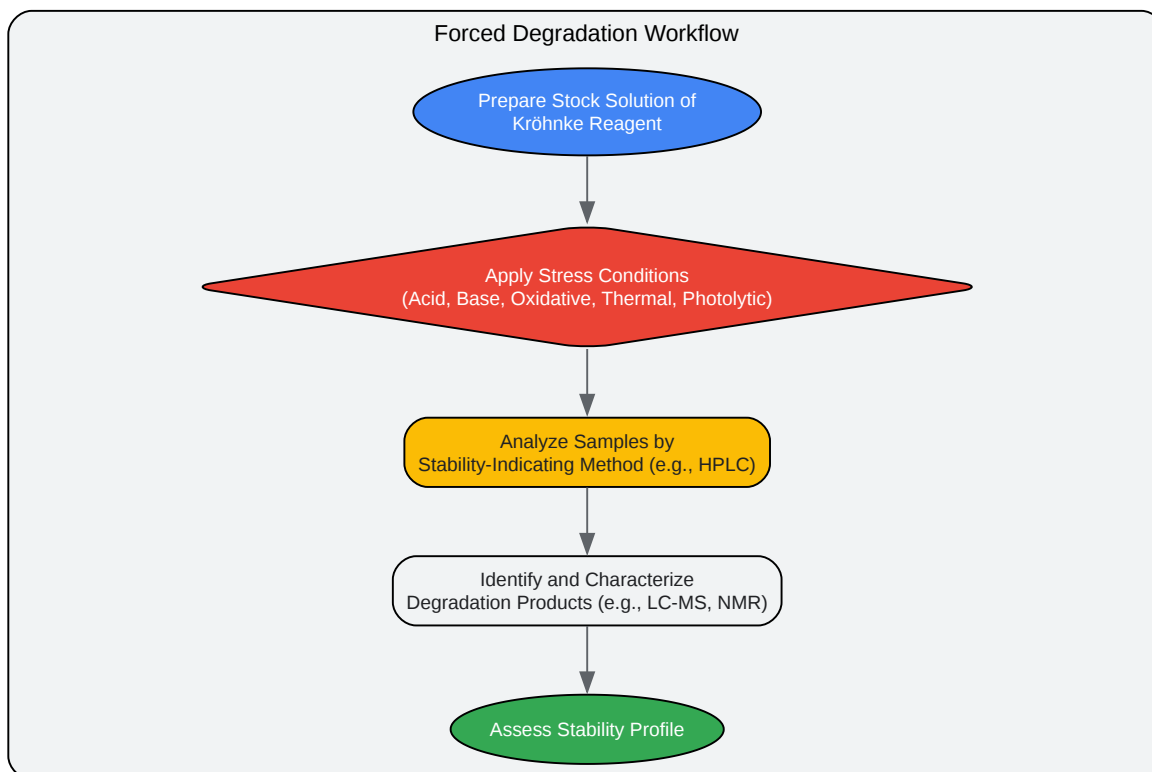 Forced Degradation Workflow
Prepare Stock Solution of
Kröhnke Reagent
Apply Stress Conditions
(Acid, Base, Oxidative, Thermal, Photolytic)
Analyze Samples by
Stability-Indicating Method (e.g., HPLC)
Identify and Characterize
Degradation Products (e.g., LC-MS, NMR)
Assess Stability Profile